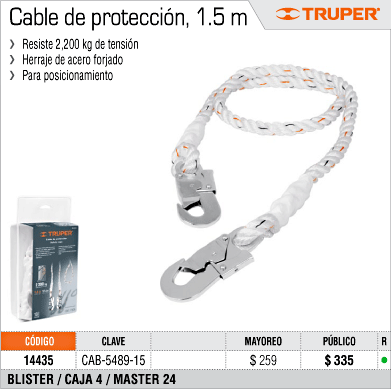 Cable de protección, 1.5 m
TRUPER®
Resiste 2,200 kg de tensión
Herraje de acero forjado
Para posicionamiento
TRUPER
CÓDIGO CLAVE MAYOREO PÚBLICO R
14435 CAB-5489-15 $ 259 $ 335
BLISTER / CAJA 4 / MASTER 24